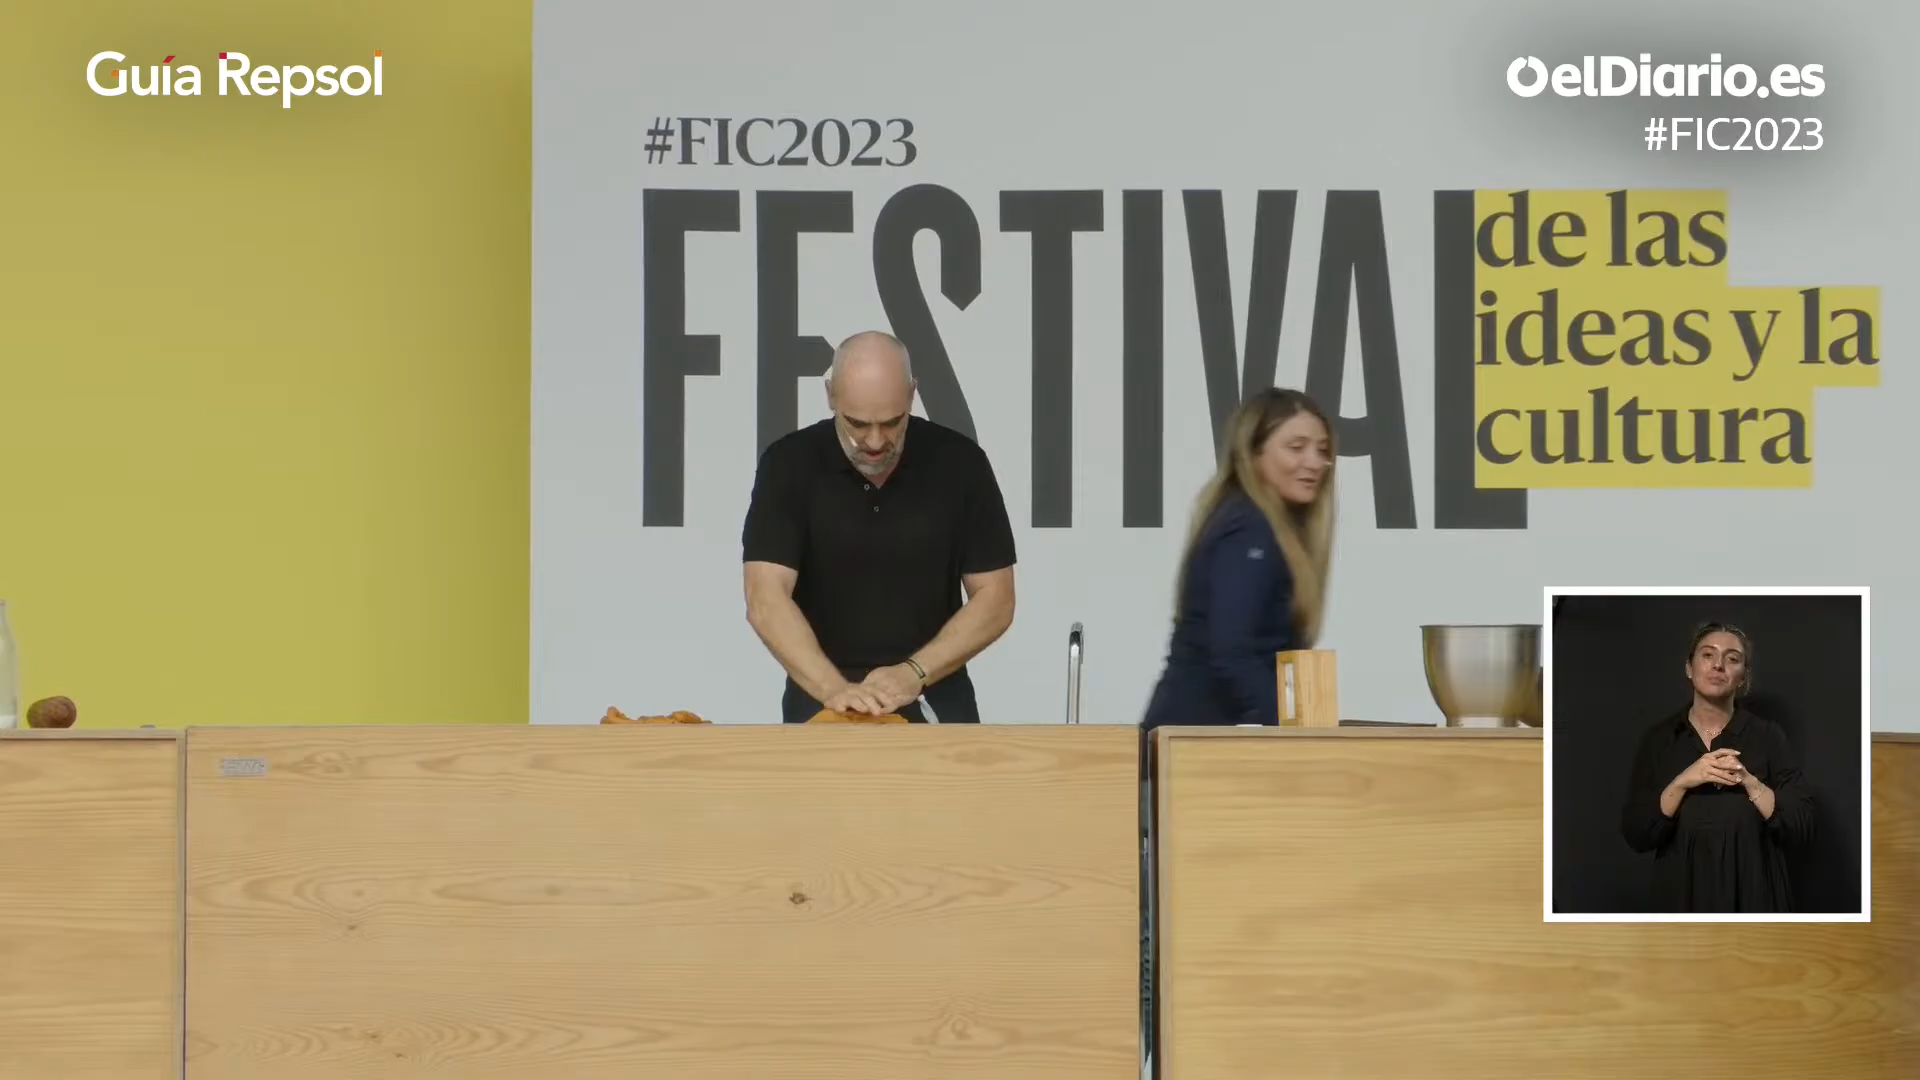 Guía Repsol
elDiario.es
#FIC2023
#FIC2023
FESTIVAL
de las
ideas y la
cultura